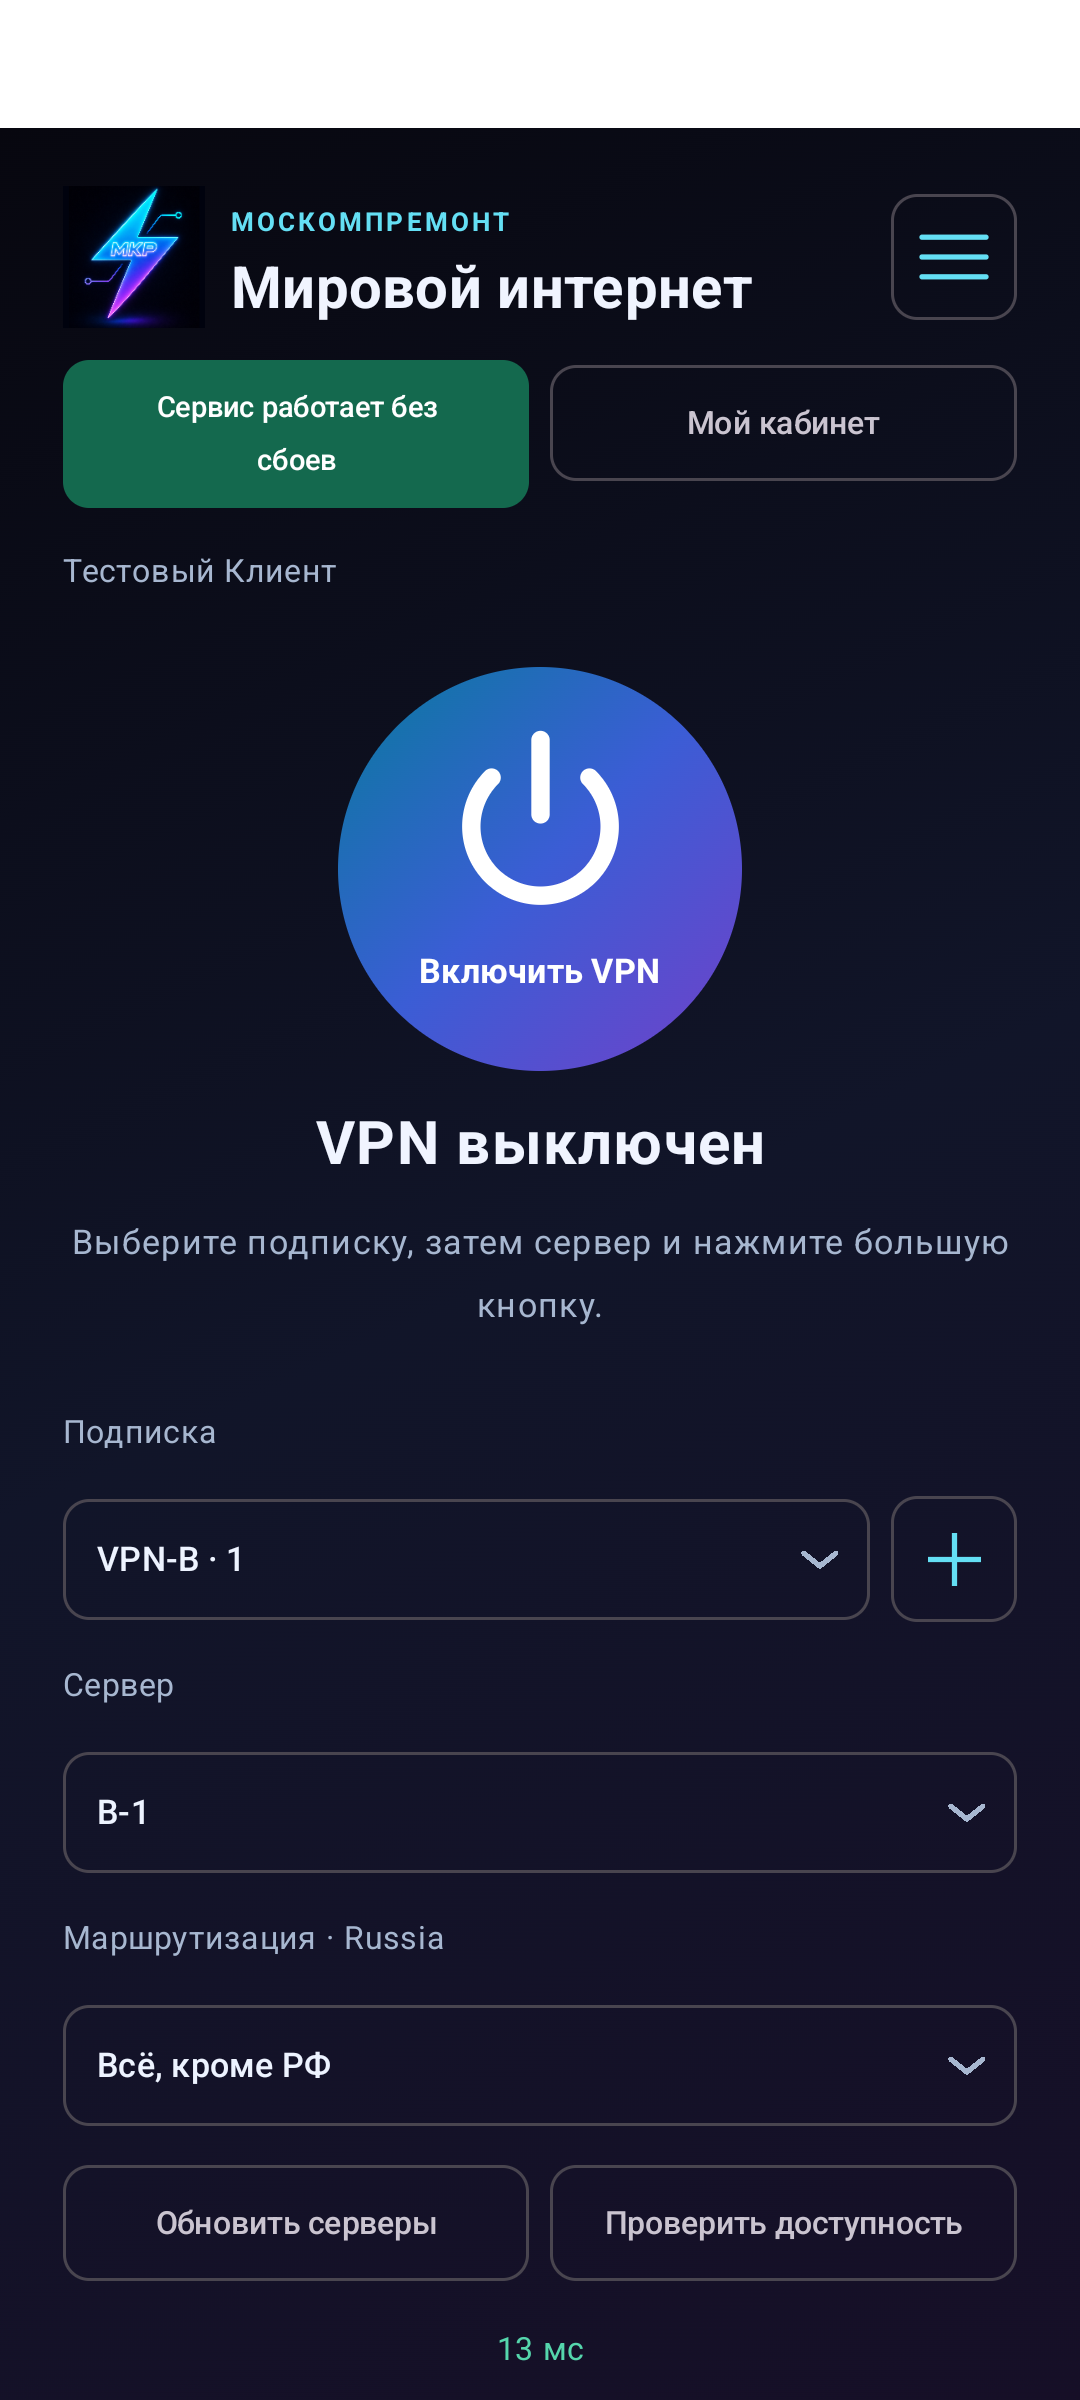 МКР
МОСКОМПРЕМОНТ
Мировой интернет
Сервис работает без
сбоев
Мой кабинет
Тестовый Клиент
Включить VPN
VPN выключен
Выберите подписку, затем сервер и нажмите большую
кнопку.
Подписка
VPN-B · 1
Сервер
B-1
Маршрутизация · Russia
Всё, кроме РФ
Обновить серверы
Проверить доступность
13 мс